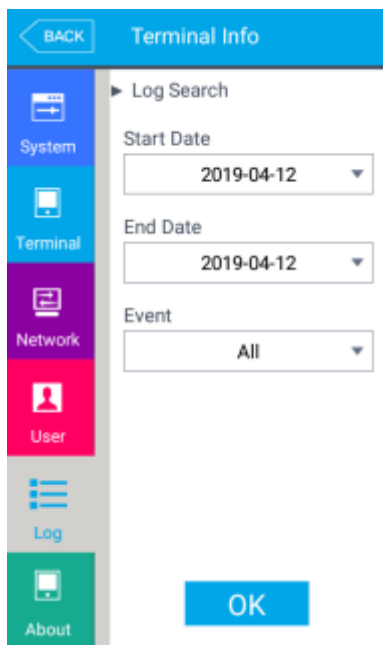 BACK
Terminal Info
System
Terminal
Network
User
Log
About
► Log Search
Start Date
2019-04-12
End Date
2019-04-12
Event
All
OK